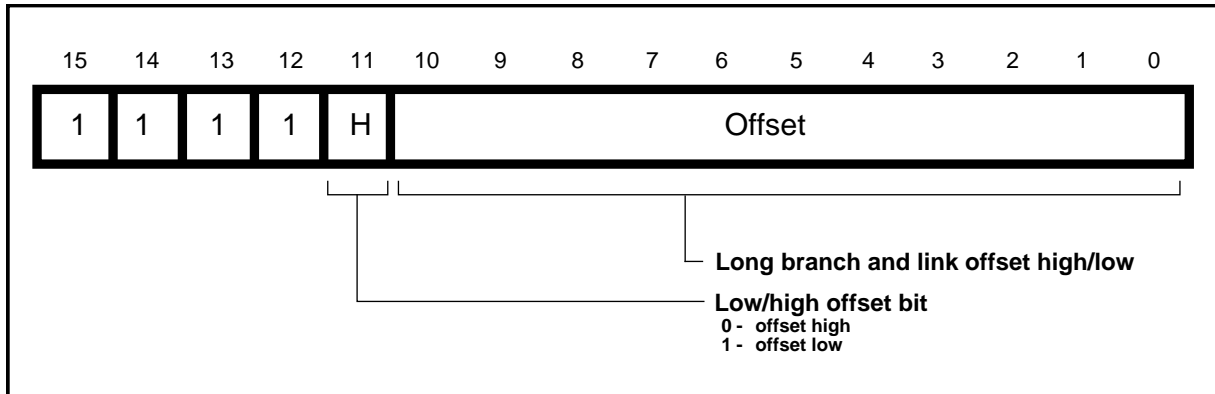 15 14 13 12 11 10 9 8 7 6 5 4 3 2 1 0
1 1 1 1 H Offset
Long branch and link offset high/low
Low/high offset bit
0 - offset high
1 - offset low